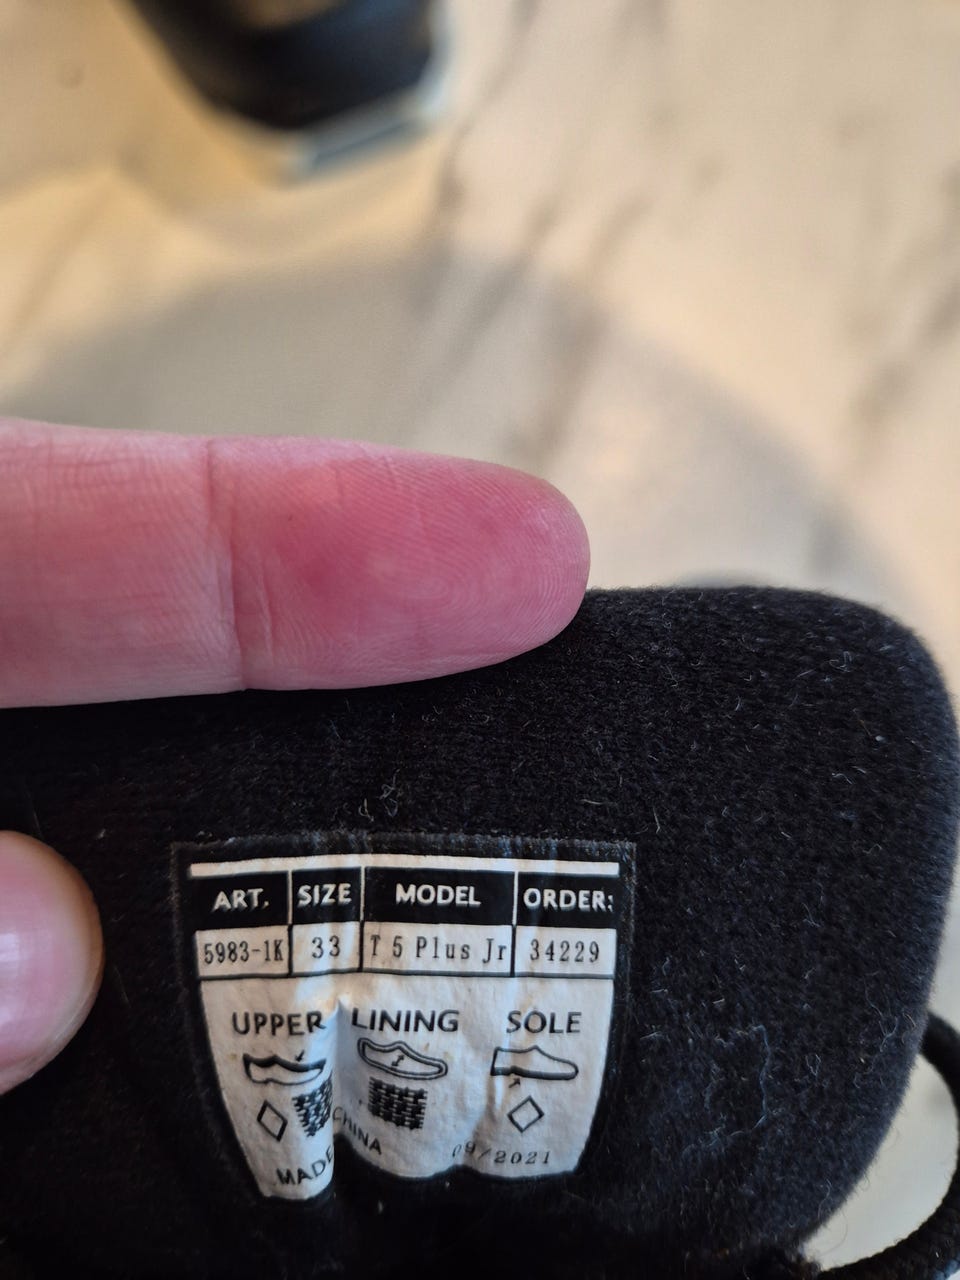 ART. SIZE MODEL ORDER:
5983-1K 33 T 5 Plus Jr 34229
UPPER LINING SOLE
MADE CHINA 09/2021